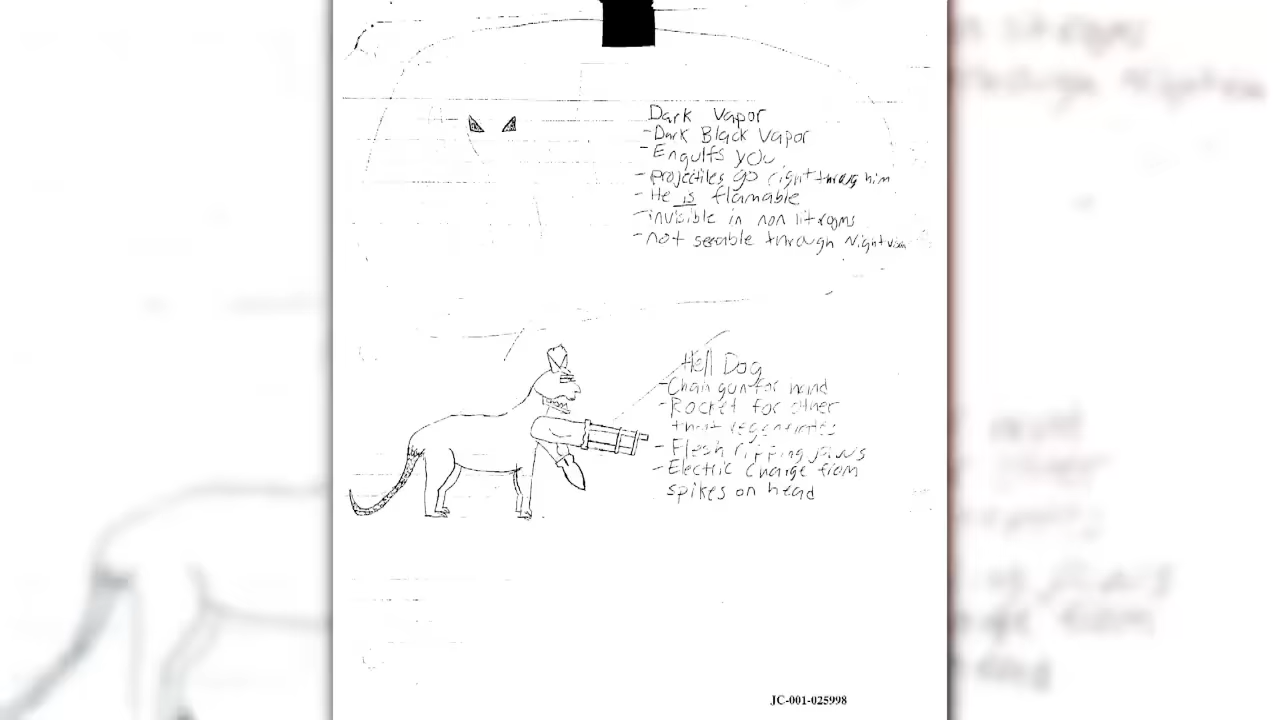 Dark Vapor
-Dark Black Vapor
-Engulfs you
-projectiles go right throug him
-He is flamable
-invisible in non lit rooms
-not seeable through Night vision
Hell Dog
-Chain gun for hand
-Rocket for other
that regenirates
-Flesh ripping jaws
-Electric charge from
spikes on head
JC-001-025998